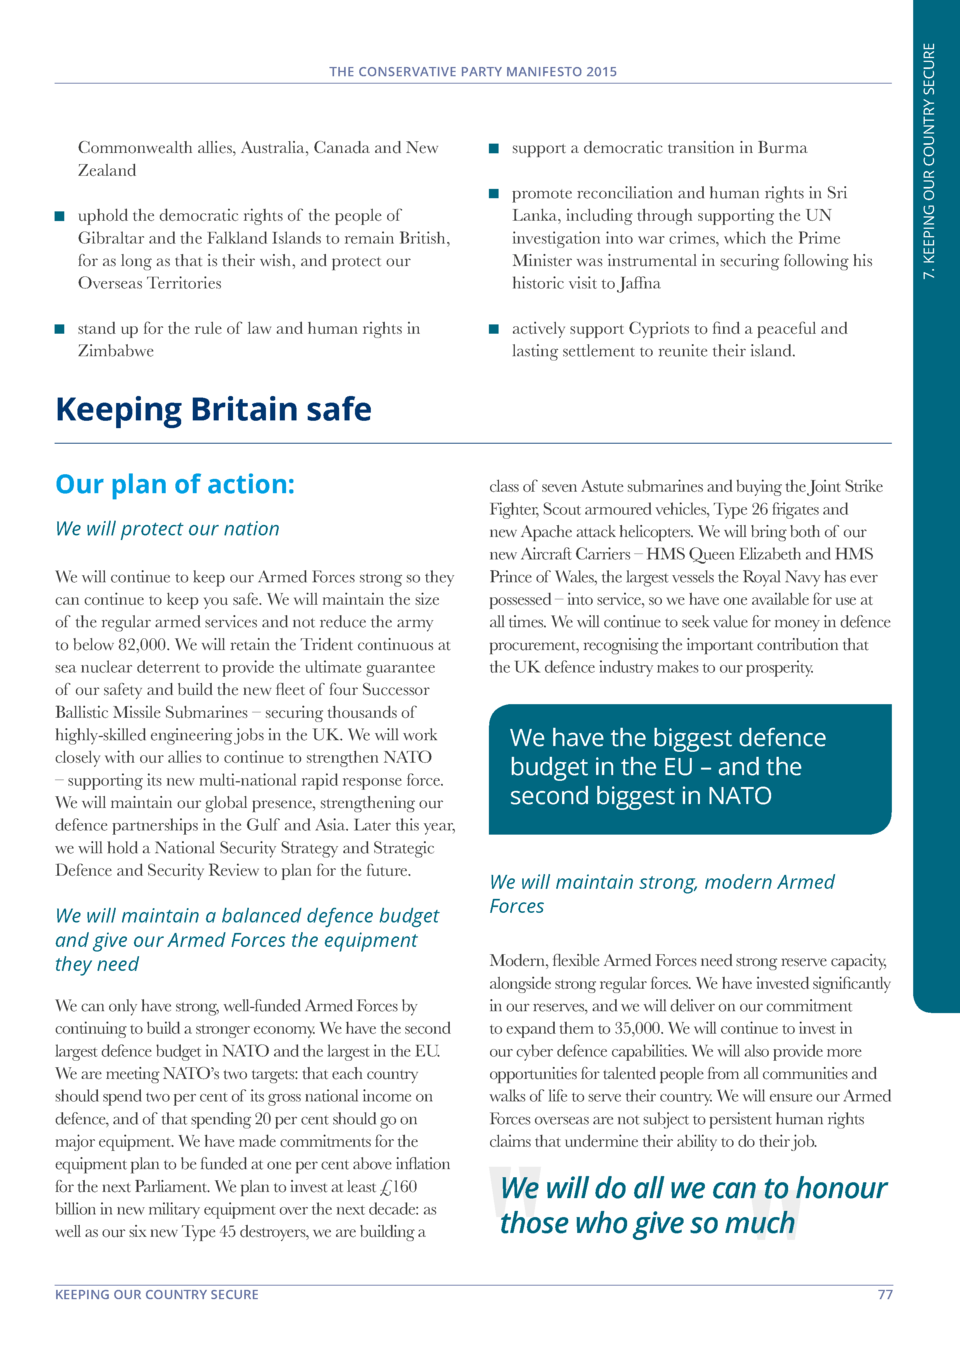 THE CONSERVATIVE PARTY MANIFESTO 2015
7. KEEPING OUR COUNTRY SECURE
Commonwealth allies, Australia, Canada and New
Zealand
■ uphold the democratic rights of the people of
Gibraltar and the Falkland Islands to remain British,
for as long as that is their wish, and protect our
Overseas Territories
■ stand up for the rule of law and human rights in
Zimbabwe
■ support a democratic transition in Burma
■ promote reconciliation and human rights in Sri
Lanka, including through supporting the UN
investigation into war crimes, which the Prime
Minister was instrumental in securing following his
historic visit to Jaffna
■ actively support Cypriots to find a peaceful and
lasting settlement to reunite their island.
Keeping Britain safe
Our plan of action:
We will protect our nation
We will continue to keep our Armed Forces strong so they
can continue to keep you safe. We will maintain the size
of the regular armed services and not reduce the army
to below 82,000. We will retain the Trident continuous at
sea nuclear deterrent to provide the ultimate guarantee
of our safety and build the new fleet of four Successor
Ballistic Missile Submarines – securing thousands of
highly-skilled engineering jobs in the UK. We will work
closely with our allies to continue to strengthen NATO
– supporting its new multi-national rapid response force.
We will maintain our global presence, strengthening our
defence partnerships in the Gulf and Asia. Later this year,
we will hold a National Security Strategy and Strategic
Defence and Security Review to plan for the future.
We will maintain a balanced defence budget
and give our Armed Forces the equipment
they need
We can only have strong, well-funded Armed Forces by
continuing to build a stronger economy. We have the second
largest defence budget in NATO and the largest in the EU.
We are meeting NATO's two targets: that each country
should spend two per cent of its gross national income on
defence, and of that spending 20 per cent should go on
major equipment. We have made commitments for the
equipment plan to be funded at one per cent above inflation
for the next Parliament. We plan to invest at least £160
billion in new military equipment over the next decade: as
well as our six new Type 45 destroyers, we are building a
class of seven Astute submarines and buying the Joint Strike
Fighter, Scout armoured vehicles, Type 26 frigates and
new Apache attack helicopters. We will bring both of our
new Aircraft Carriers – HMS Queen Elizabeth and HMS
Prince of Wales, the largest vessels the Royal Navy has ever
possessed – into service, so we have one available for use at
all times. We will continue to seek value for money in defence
procurement, recognising the important contribution that
the UK defence industry makes to our prosperity.
We have the biggest defence
budget in the EU – and the
second biggest in NATO
We will maintain strong, modern Armed
Forces
Modern, flexible Armed Forces need strong reserve capacity,
alongside strong regular forces. We have invested significantly
in our reserves, and we will deliver on our commitment
to expand them to 35,000. We will continue to invest in
our cyber defence capabilities. We will also provide more
opportunities for talented people from all communities and
walks of life to serve their country. We will ensure our Armed
Forces overseas are not subject to persistent human rights
claims that undermine their ability to do their job.
"We will do all we can to honour
those who give so much"
KEEPING OUR COUNTRY SECURE
77